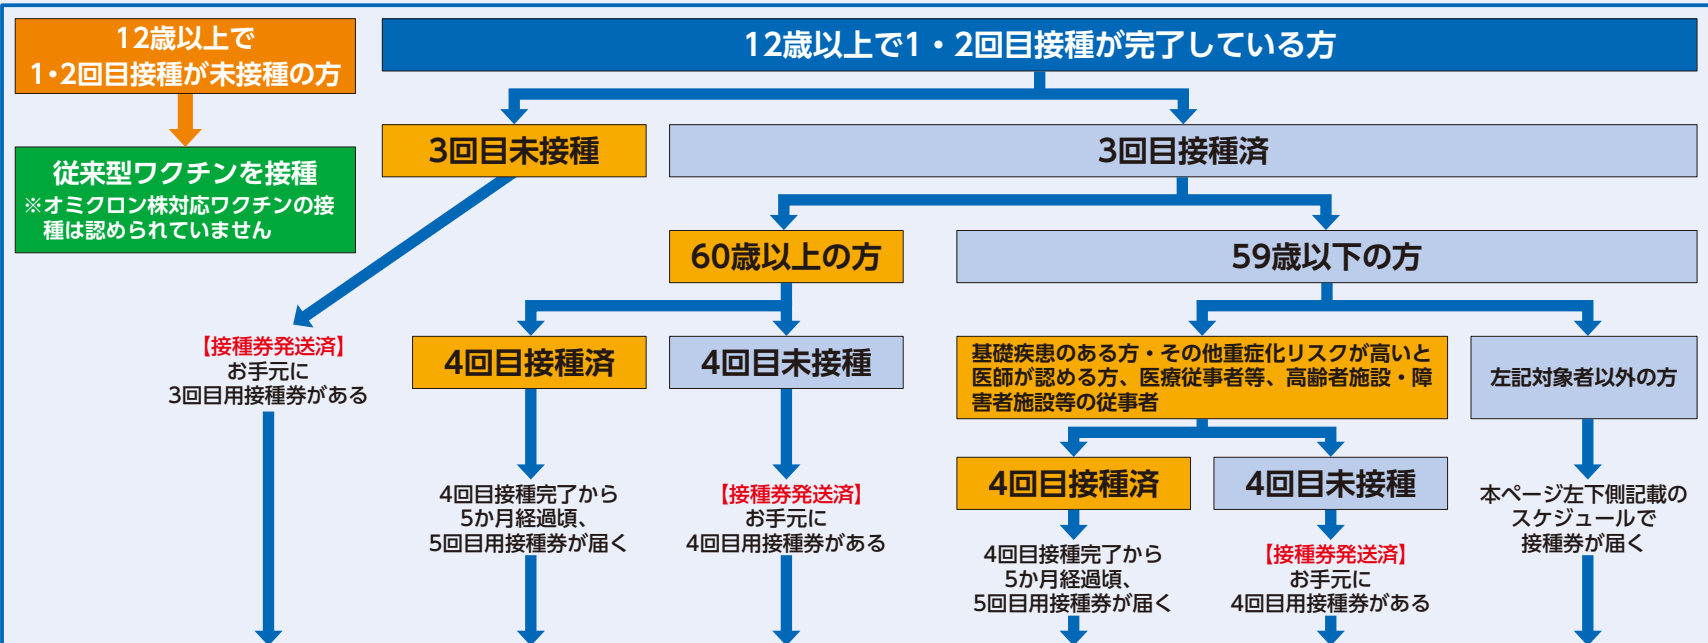 12歳以上で
1・2回目接種が未接種の方
従来型ワクチンを接種
※オミクロン株対応ワクチンの接
種は認められていません
12歳以上で1・2回目接種が完了している方
3回目未接種
3回目接種済
【接種券発送済】
お手元に
3回目用接種券がある
60歳以上の方
59歳以下の方
4回目接種済
4回目未接種
4回目接種完了から
5か月経過頃、
5回目用接種券が届く
【接種券発送済】
お手元に
4回目用接種券がある
基礎疾患のある方・その他重症化リスクが高いと
医師が認める方、医療従事者等、高齢者施設・障
害者施設等の従事者
左記対象者以外の方
4回目接種済
4回目未接種
4回目接種完了から
5か月経過頃、
5回目用接種券が届く
【接種券発送済】
お手元に
4回目用接種券がある
本ページ左下側記載の
スケジュールで
接種券が届く